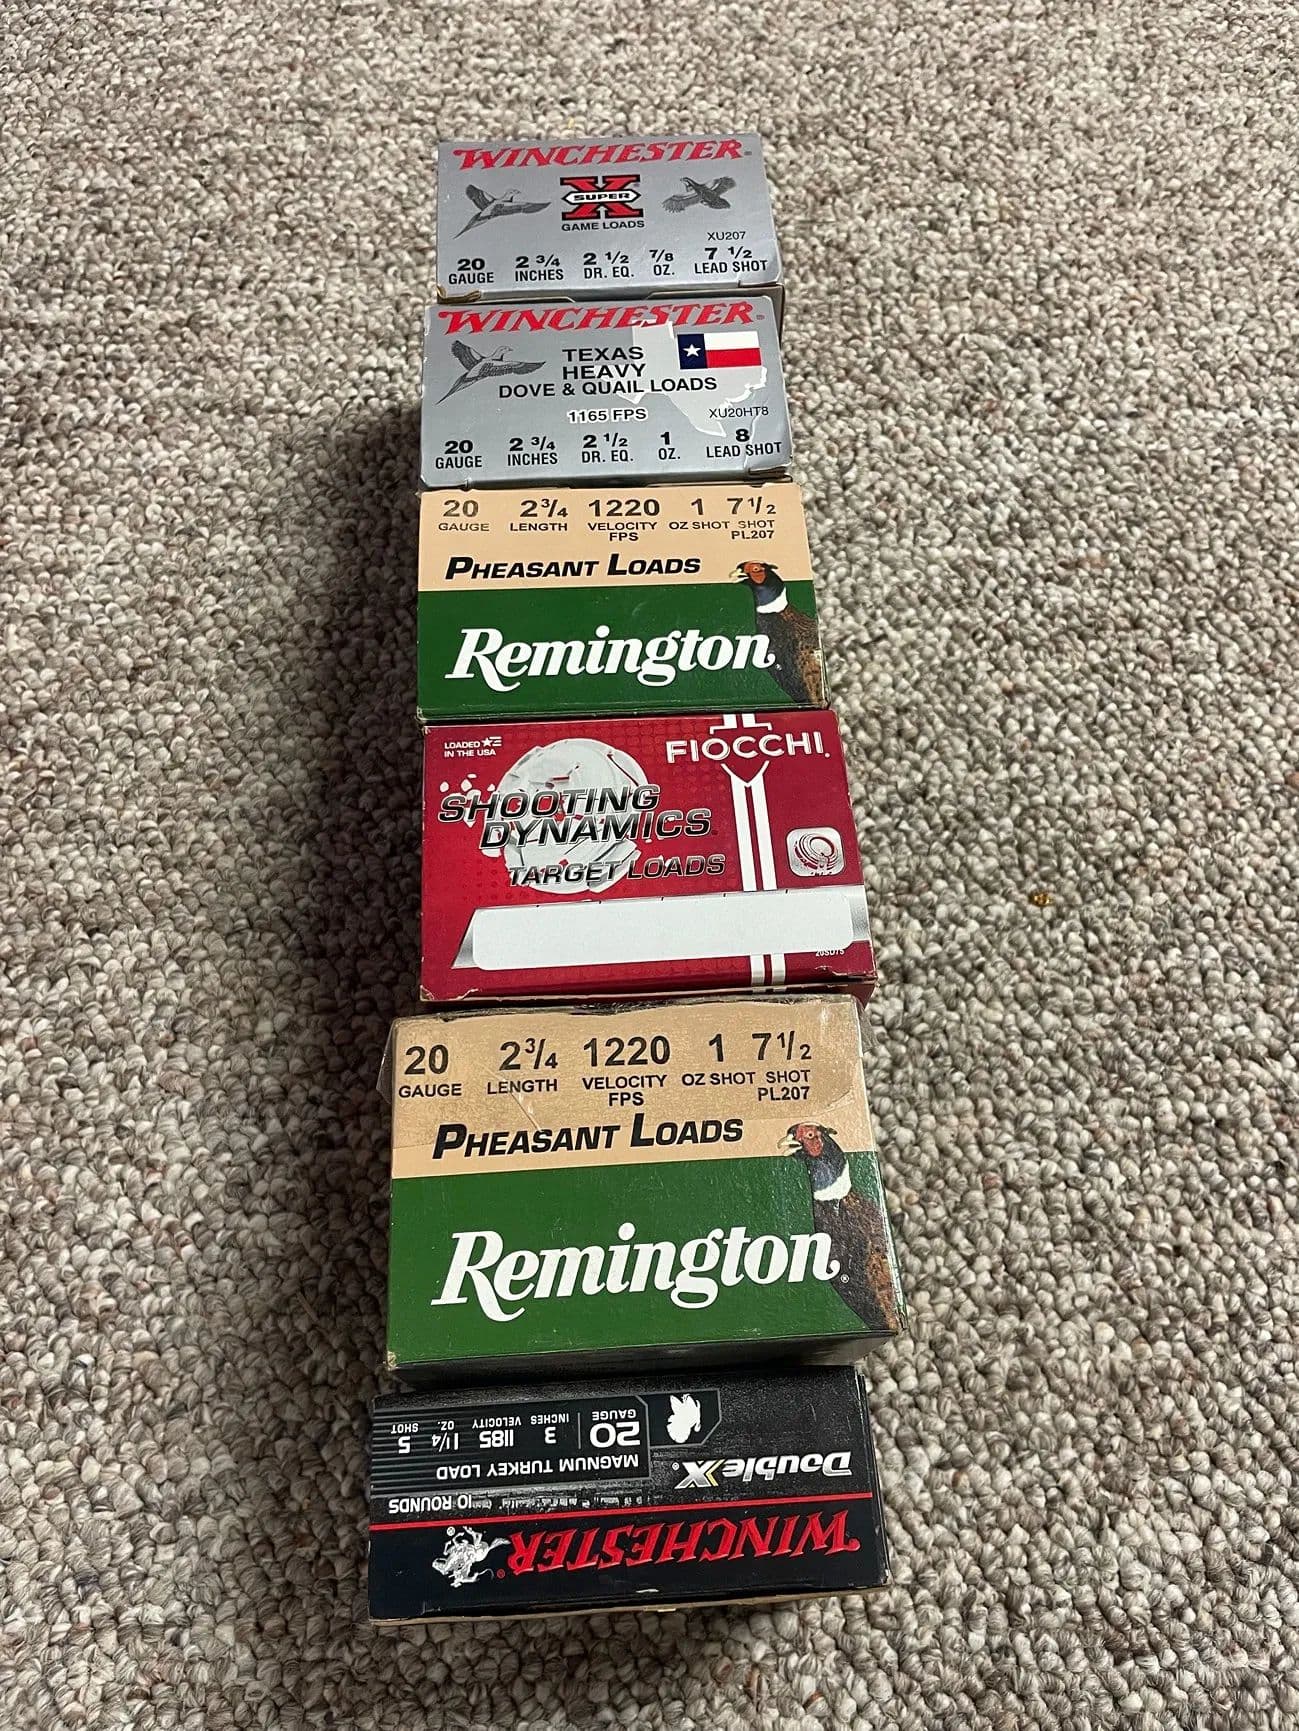 WINCHESTER
SUPER
X
GAME LOADS
XU207
20 2 3/4 2 1/2 7/8 7 1/2
GAUGE INCHES DR. EQ. OZ. LEAD SHOT
WINCHESTER
TEXAS
HEAVY
DOVE & QUAIL LOADS
1165 FPS XU20HT8
20 2 3/4 2 1/2 1 8
GAUGE INCHES DR. EQ. OZ. LEAD SHOT
20 2 3/4 1220 1 7 1/2
GAUGE LENGTH VELOCITY OZ SHOT SHOT
FPS PL207
PHEASANT LOADS
Remington
LOADED
IN THE USA
FIOCCHI
SHOOTING
DYNAMICS
TARGET LOADS
20SD75
20 2 3/4 1220 1 7 1/2
GAUGE LENGTH VELOCITY OZ SHOT SHOT
FPS PL207
PHEASANT LOADS
Remington
WINCHESTER
10 ROUNDS
Double X
MAGNUM TURKEY LOAD
20 3 1185 1 1/4 5
GAUGE INCHES VELOCITY OZ. SHOT